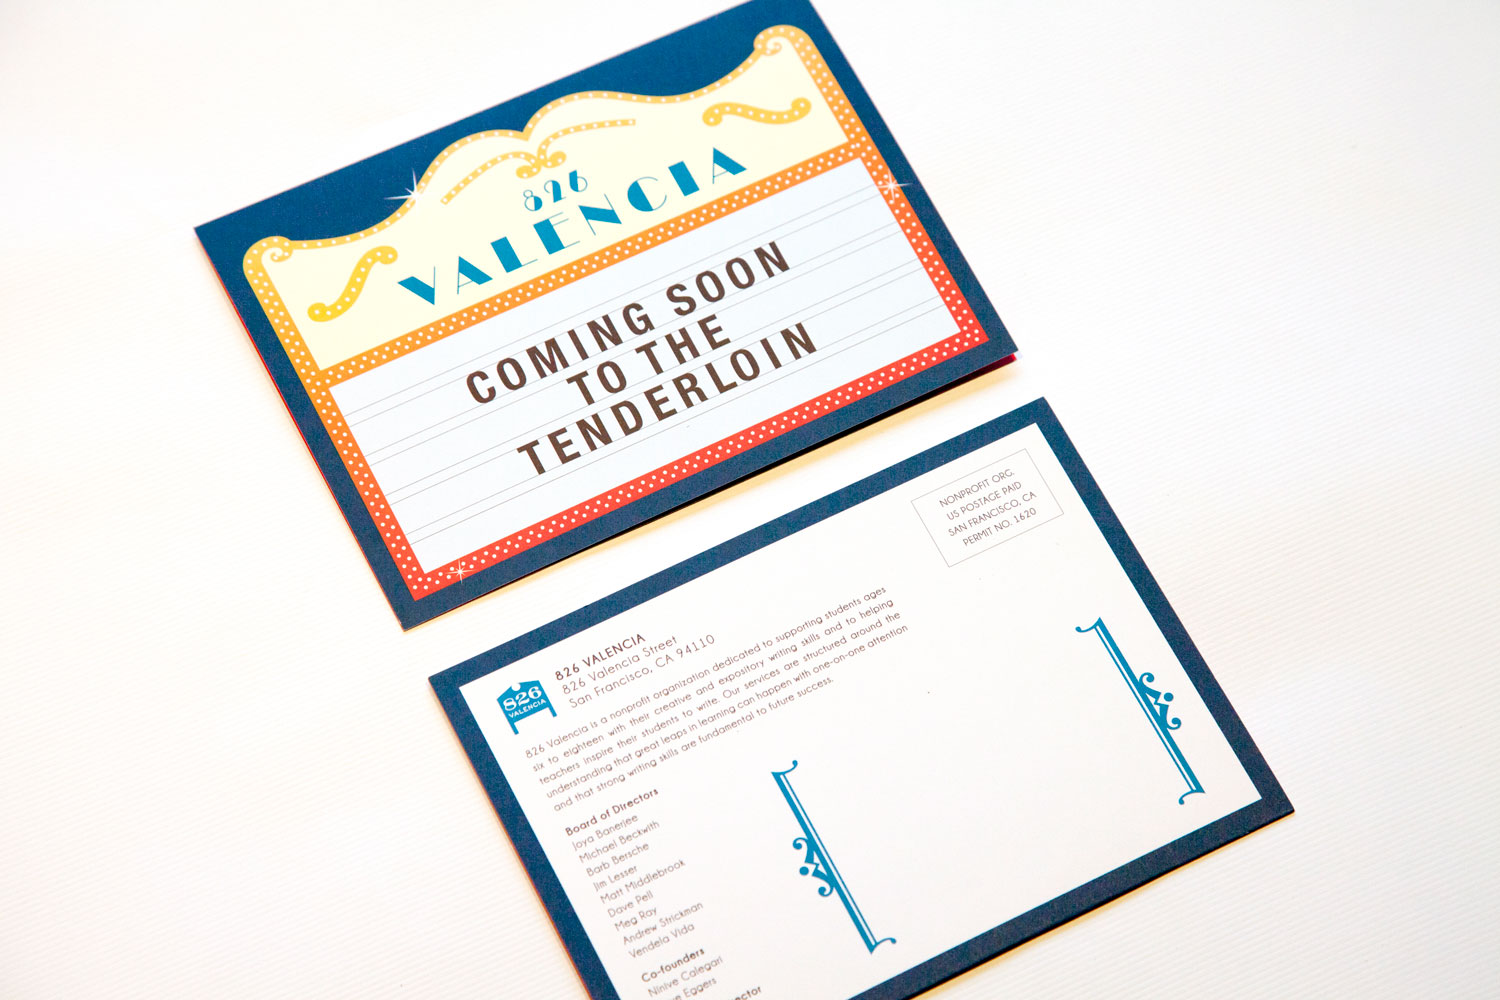 826
VALENCIA
COMING SOON
TO THE
TENDERLOIN
NONPROFIT ORG.
US POSTAGE PAID
SAN FRANCISCO, CA
PERMIT NO. 1620
826
VALENCIA
826 VALENCIA
826 Valencia Street
San Francisco, CA 94110
826 Valencia is a nonprofit organization dedicated to supporting students ages
six to eighteen with their creative and expository writing skills and to helping
teachers inspire their students to write. Our services are structured around the
understanding that great leaps in learning can happen with one-on-one attention
and that strong writing skills are fundamental to future success.
Board of Directors
Joya Banerjee
Michael Beckwith
Barb Bersche
Jim Lesser
Matt Middlebrook
Dave Pell
Meg Ray
Andrew Strickman
Vendela Vida
Co-founders
Nínive Calegari
Eggers